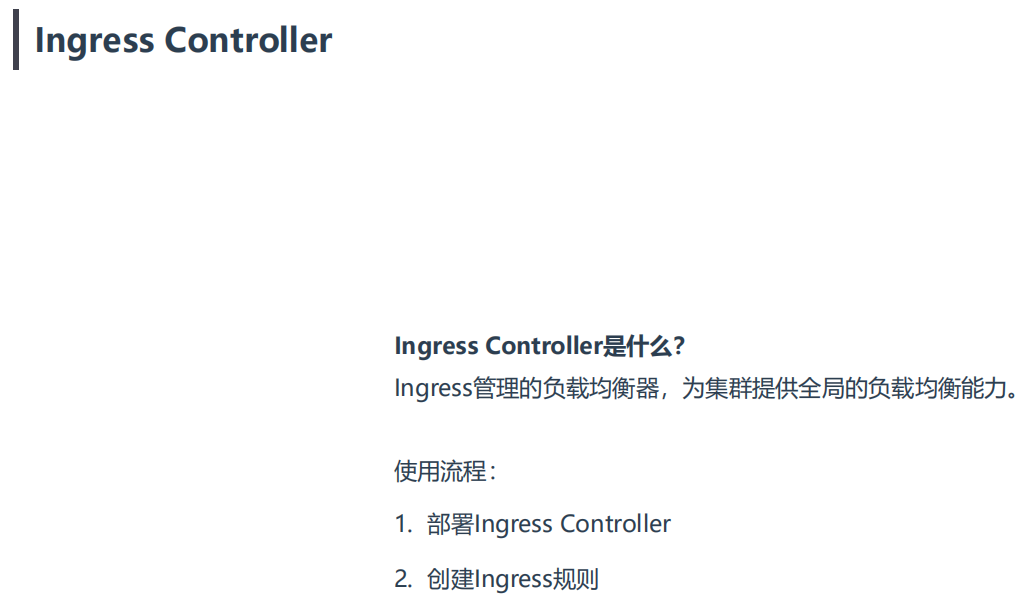 Ingress Controller
Ingress Controller是什么？
Ingress管理的负载均衡器，为集群提供全局的负载均衡能力。
使用流程：
1. 部署Ingress Controller
2. 创建Ingress规则